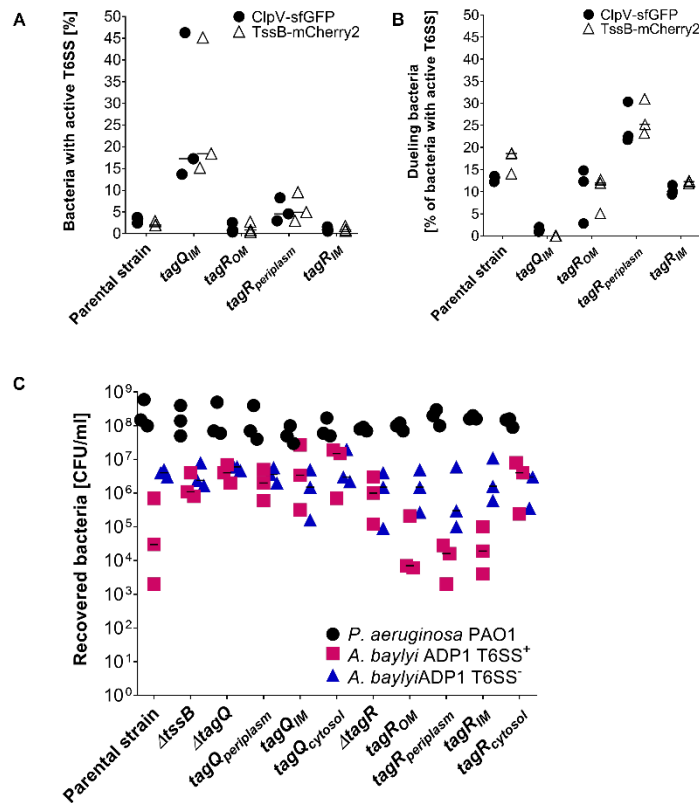 A
● ClpV-sfGFP
△ TssB-mCherry2
Bacteria with active T6SS [%]
50
45
40
35
30
25
20
15
10
5
0
Parental strain
tagQIM
tagROM
tagRperiplasm
tagRIM
B
● ClpV-sfGFP
△ TssB-mCherry2
Dueling bacteria
[% of bacteria with active T6SS]
50
45
40
35
30
25
20
15
10
5
0
Parental strain
tagQIM
tagROM
tagRperiplasm
tagRIM
C
Recovered bacteria [CFU/ml]
10⁹
10⁸
10⁷
10⁶
10⁵
10⁴
10³
10²
10¹
10⁰
P. aeruginosa PAO1
A. baylyi ADP1 T6SS⁺
A. baylyiADP1 T6SS⁻
Parental strain
ΔtssB
ΔtagQ
tagQperiplasm
tagQIM
tagQcytosol
ΔtagR
tagROM
tagRperiplasm
tagRIM
tagRcytosol